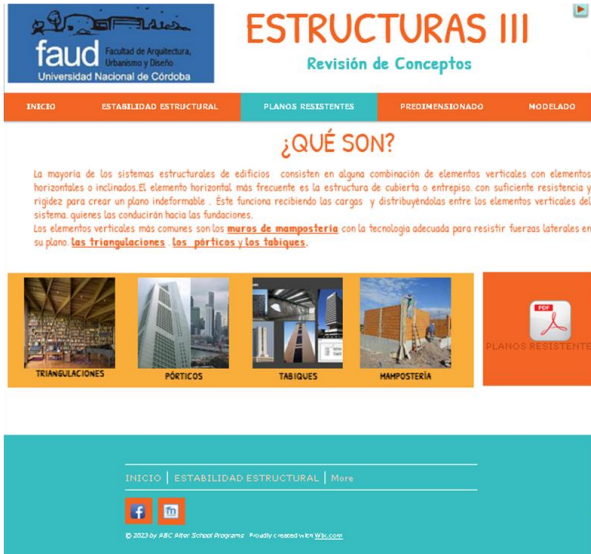 ESTRUCTURAS III
Revisión de Conceptos
faud Facultad de Arquitectura,
Urbanismo y Diseño
Universidad Nacional de Córdoba
INICIO ESTABILIDAD ESTRUCTURAL PLANOS RESISTENTES PREDIMENSIONADO MODELADO
¿QUÉ SON?
La mayoría de los sistemas estructurales de edificios consisten en alguna combinación de elementos verticales con elementos
horizontales o inclinados.El elemento horizontal más frecuente es la estructura de cubierta o entrepiso, con suficiente resistencia y
rigidez para crear un plano indeformable . Éste funciona recibiendo las cargas y distribuyéndolas entre los elementos verticales del
sistema, quienes las conducirán hacia las fundaciones.
Los elementos verticales más comunes son los muros de mampostería con la tecnología adecuada para resistir fuerzas laterales en
su plano, las triangulaciones , los pórticos y los tabiques.
TRIANGULACIONES PÓRTICOS TABIQUES MAMPOSTERÍA
PDF
PLANOS RESISTENTE
INICIO | ESTABILIDAD ESTRUCTURAL | More
f in
© 2023 by ABC After School Programs Proudly created with Wix.com